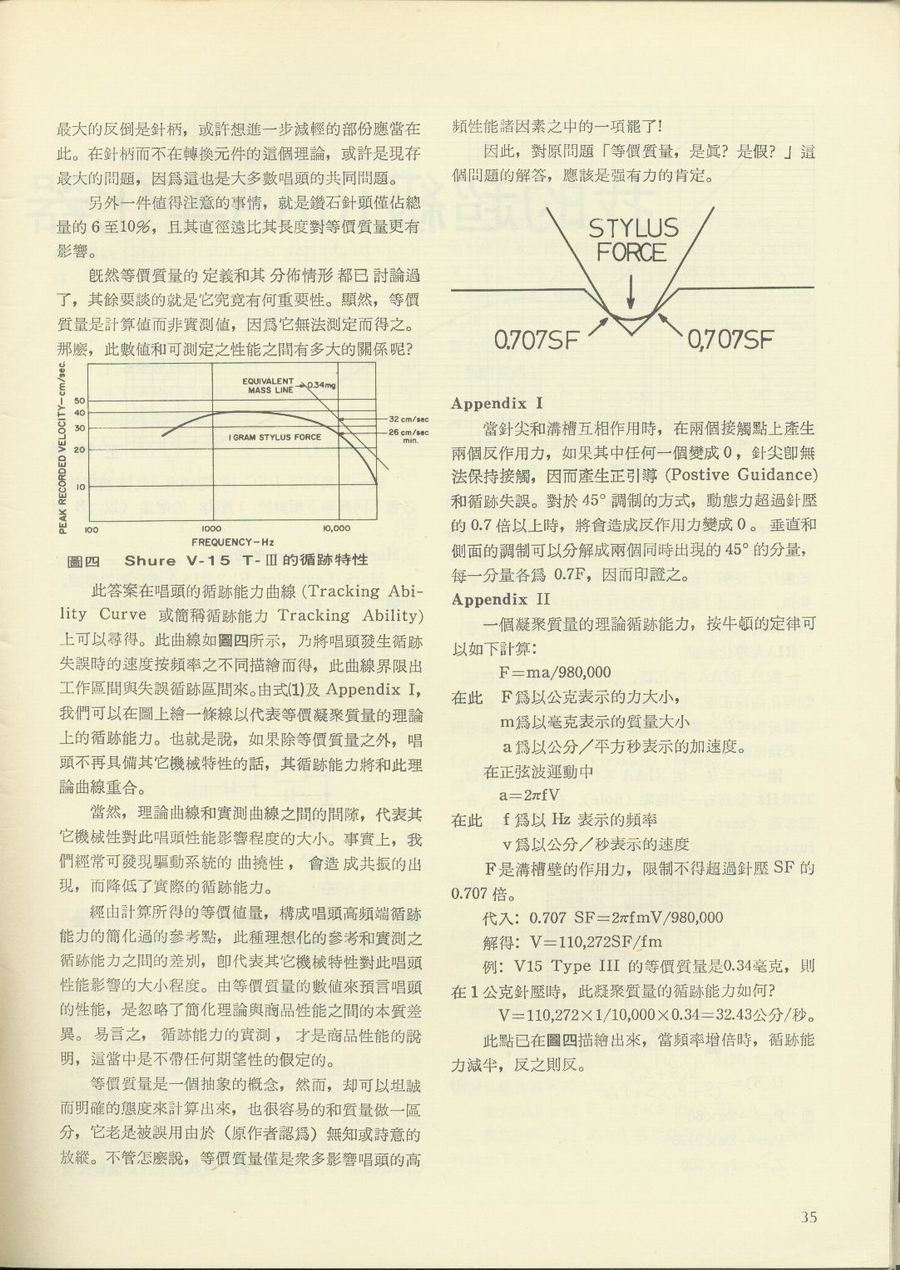 最大的反倒是針柄，或許想進一步減輕的部份應當在
此。在針柄而不在轉換元件的這個理論，或許是現存
最大的問題，因爲這也是大多數唱頭的共同問題。
另外一件値得注意的事情，就是鑽石針頭僅佔總
量的 6 至10%，且其直徑遠比其長度對等價質量更有
影響。
旣然等價質量的 定義和其 分佈情形 都已 討論過
了，其餘要談的就是它究竟有何重要性。顯然，等價
質量是計算値而非實測値，因爲它無法測定而得之。
那麽，此數値和可測定之性能之間有多大的關係呢?
PEAK RECORDED VELOCITY—cm/sec.
50
40
30
20
10
EQUIVALENT
MASS LINE
0.34mg
1 GRAM STYLUS FORCE
32 cm/sec
26 cm/sec
min.
100
1000
10,000
FREQUENCY–Hz
圖四 Shure V-15 T-Ⅲ的循跡特性
此答案在唱頭的循跡能力曲線 (Tracking Abi-
lity Curve 或簡稱循跡能力 Tracking Ability)
上可以尋得。此曲線如圖四所示，乃將唱頭發生循跡
失誤時的速度按頻率之不同描繪而得，此曲線界限出
工作區間與失誤循跡區間來。由式(1)及 Appendix I,
我們可以在圖上繪一條線以代表等價凝聚質量的理論
上的循跡能力。也就是說，如果除等價質量之外，唱
頭不再具備其它機械特性的話，其循跡能力將和此理
論曲線重合。
當然，理論曲線和實測曲線之間的間隙，代表其
它機械性對此唱頭性能影響程度的大小。事實上，我
們經常可發現驅動系統的 曲撓性， 會造 成共振的出
現，而降低了實際的循跡能力。
經由計算所得的等價値量，構成唱頭高頻端循跡
能力的簡化過的參考點，此種理想化的參考和實測之
循跡能力之間的差別，卽代表其它機械特性對此唱頭
性能影響的大小程度。由等價質量的數値來預言唱頭
的性能，是忽略了簡化理論與商品性能之間的本質差
異。 易言之， 循跡能力的實測， 才是商品性能的說
明，這當中是不帶任何期望性的假定的。
等價質量是一個抽象的概念，然而，却可以坦誠
而明確的態度來計算出來，也很容易的和質量做一區
分，它老是被誤用由於（原作者認爲）無知或詩意的
放縱。不管怎麽說，等價質量僅是衆多影響唱頭的高
頻性能諸因素之中的一項罷了!
因此，對原問題「等價質量，是眞? 是假? 」這
個問題的解答，應該是强有力的肯定。
STYLUS
FORCE
0.707SF
0,707SF
Appendix I
當針尖和溝槽互相作用時，在兩個接觸點上產生
兩個反作用力，如果其中任何一個變成 0 ，針尖卽無
法保持接觸，因而產生正引導 (Postive Guidance)
和循跡失誤。對於 45° 調制的方式，動態力超過針壓
的 0.7 倍以上時，將會造成反作用力變成 0 。 垂直和
側面的調制可以分解成兩個同時出現的 45° 的分量，
每一分量各爲 0.7F，因而印證之。
Appendix II
一個凝聚質量的理論循跡能力，按牛頓的定律可
以如下計算：
F=ma/980,000
在此 F爲以公克表示的力大小，
m爲以毫克表示的質量大小
a 爲以公分／平方秒表示的加速度。
在正弦波運動中
a=2πfV
在此 f 爲以 Hz 表示的頻率
v 爲以公分／秒表示的速度
F 是溝槽壁的作用力，限制不得超過針壓 SF 的
0.707 倍。
代入：0.707 SF=2πfmV/980,000
解得：V=110,272SF/fm
例：V15 Type III 的等價質量是0.34毫克，則
在 1 公克針壓時，此凝聚質量的循跡能力如何?
V=110,272×1/10,000×0.34=32.43公分/秒。
此點已在圖四描繪出來，當頻率增倍時，循跡能
力減半，反之則反。
35